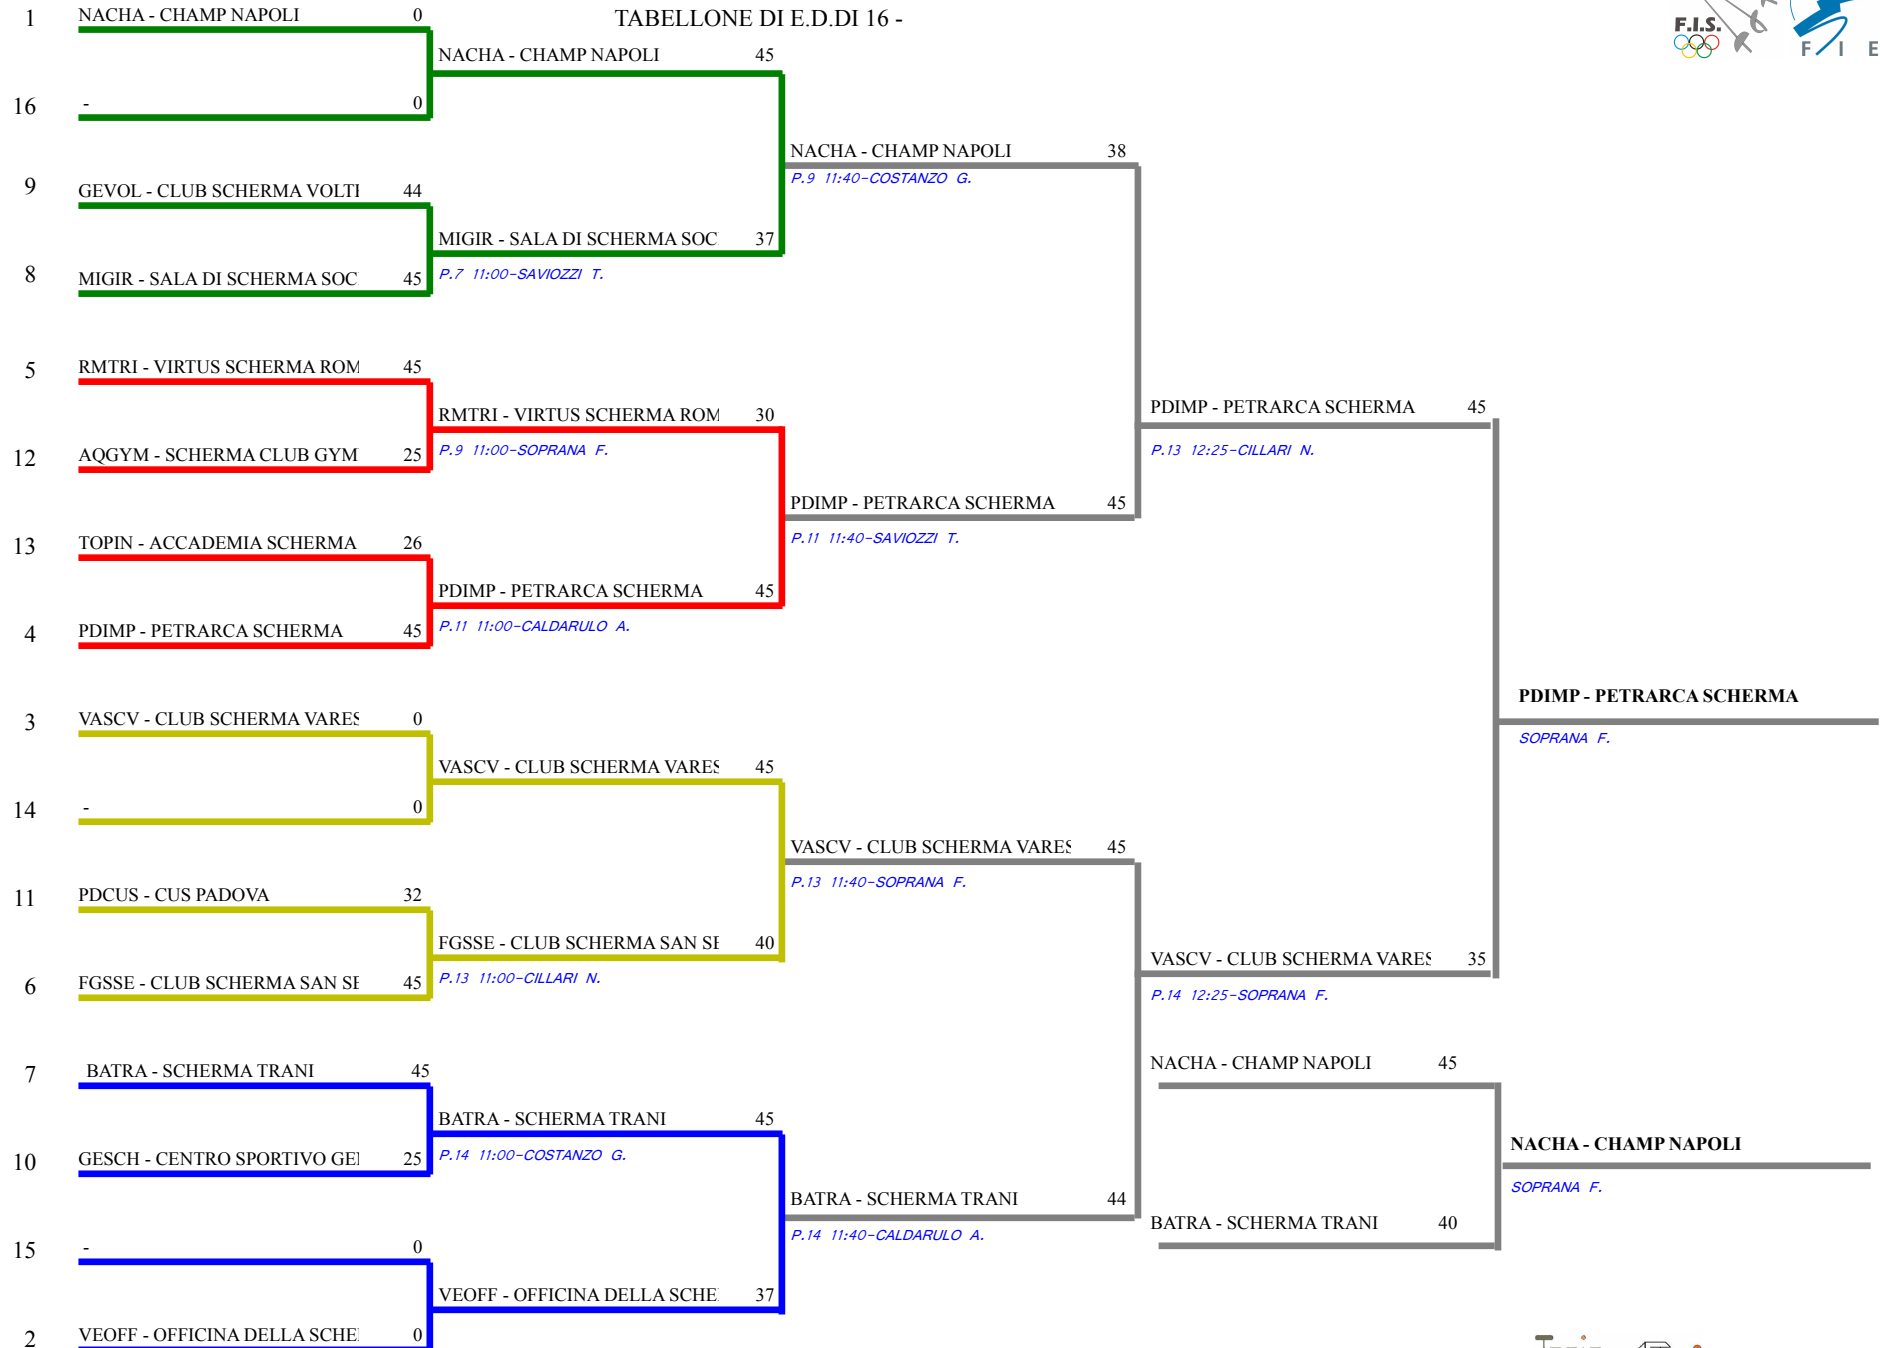 TABELLONE DI E.D.DI 16 -
F.I.S.
F I E
1 NACHA - CHAMP NAPOLI 0
NACHA - CHAMP NAPOLI 45
16 - 0
NACHA - CHAMP NAPOLI 38
P.9 11:40-COSTANZO G.
9 GEVOL - CLUB SCHERMA VOLTI 44
MIGIR - SALA DI SCHERMA SOC 37
P.7 11:00-SAVIOZZI T.
8 MIGIR - SALA DI SCHERMA SOC 45
5 RMTRI - VIRTUS SCHERMA ROM 45
RMTRI - VIRTUS SCHERMA ROM 30
P.9 11:00-SOPRANA F.
12 AQGYM - SCHERMA CLUB GYM 25
PDIMP - PETRARCA SCHERMA 45
P.13 12:25-CILLARI N.
PDIMP - PETRARCA SCHERMA 45
P.11 11:40-SAVIOZZI T.
13 TOPIN - ACCADEMIA SCHERMA 26
PDIMP - PETRARCA SCHERMA 45
P.11 11:00-CALDARULO A.
4 PDIMP - PETRARCA SCHERMA 45
PDIMP - PETRARCA SCHERMA
SOPRANA F.
3 VASCV - CLUB SCHERMA VARES 0
VASCV - CLUB SCHERMA VARES 45
14 - 0
VASCV - CLUB SCHERMA VARES 45
P.13 11:40-SOPRANA F.
11 PDCUS - CUS PADOVA 32
FGSSE - CLUB SCHERMA SAN SE 40
P.13 11:00-CILLARI N.
6 FGSSE - CLUB SCHERMA SAN SE 45
VASCV - CLUB SCHERMA VARES 35
P.14 12:25-SOPRANA F.
7 BATRA - SCHERMA TRANI 45
BATRA - SCHERMA TRANI 45
P.14 11:00-COSTANZO G.
10 GESCH - CENTRO SPORTIVO GEI 25
NACHA - CHAMP NAPOLI 45
NACHA - CHAMP NAPOLI
SOPRANA F.
BATRA - SCHERMA TRANI 44
P.14 11:40-CALDARULO A.
BATRA - SCHERMA TRANI 40
15 - 0
VEOFF - OFFICINA DELLA SCHE 37
2 VEOFF - OFFICINA DELLA SCHE 0